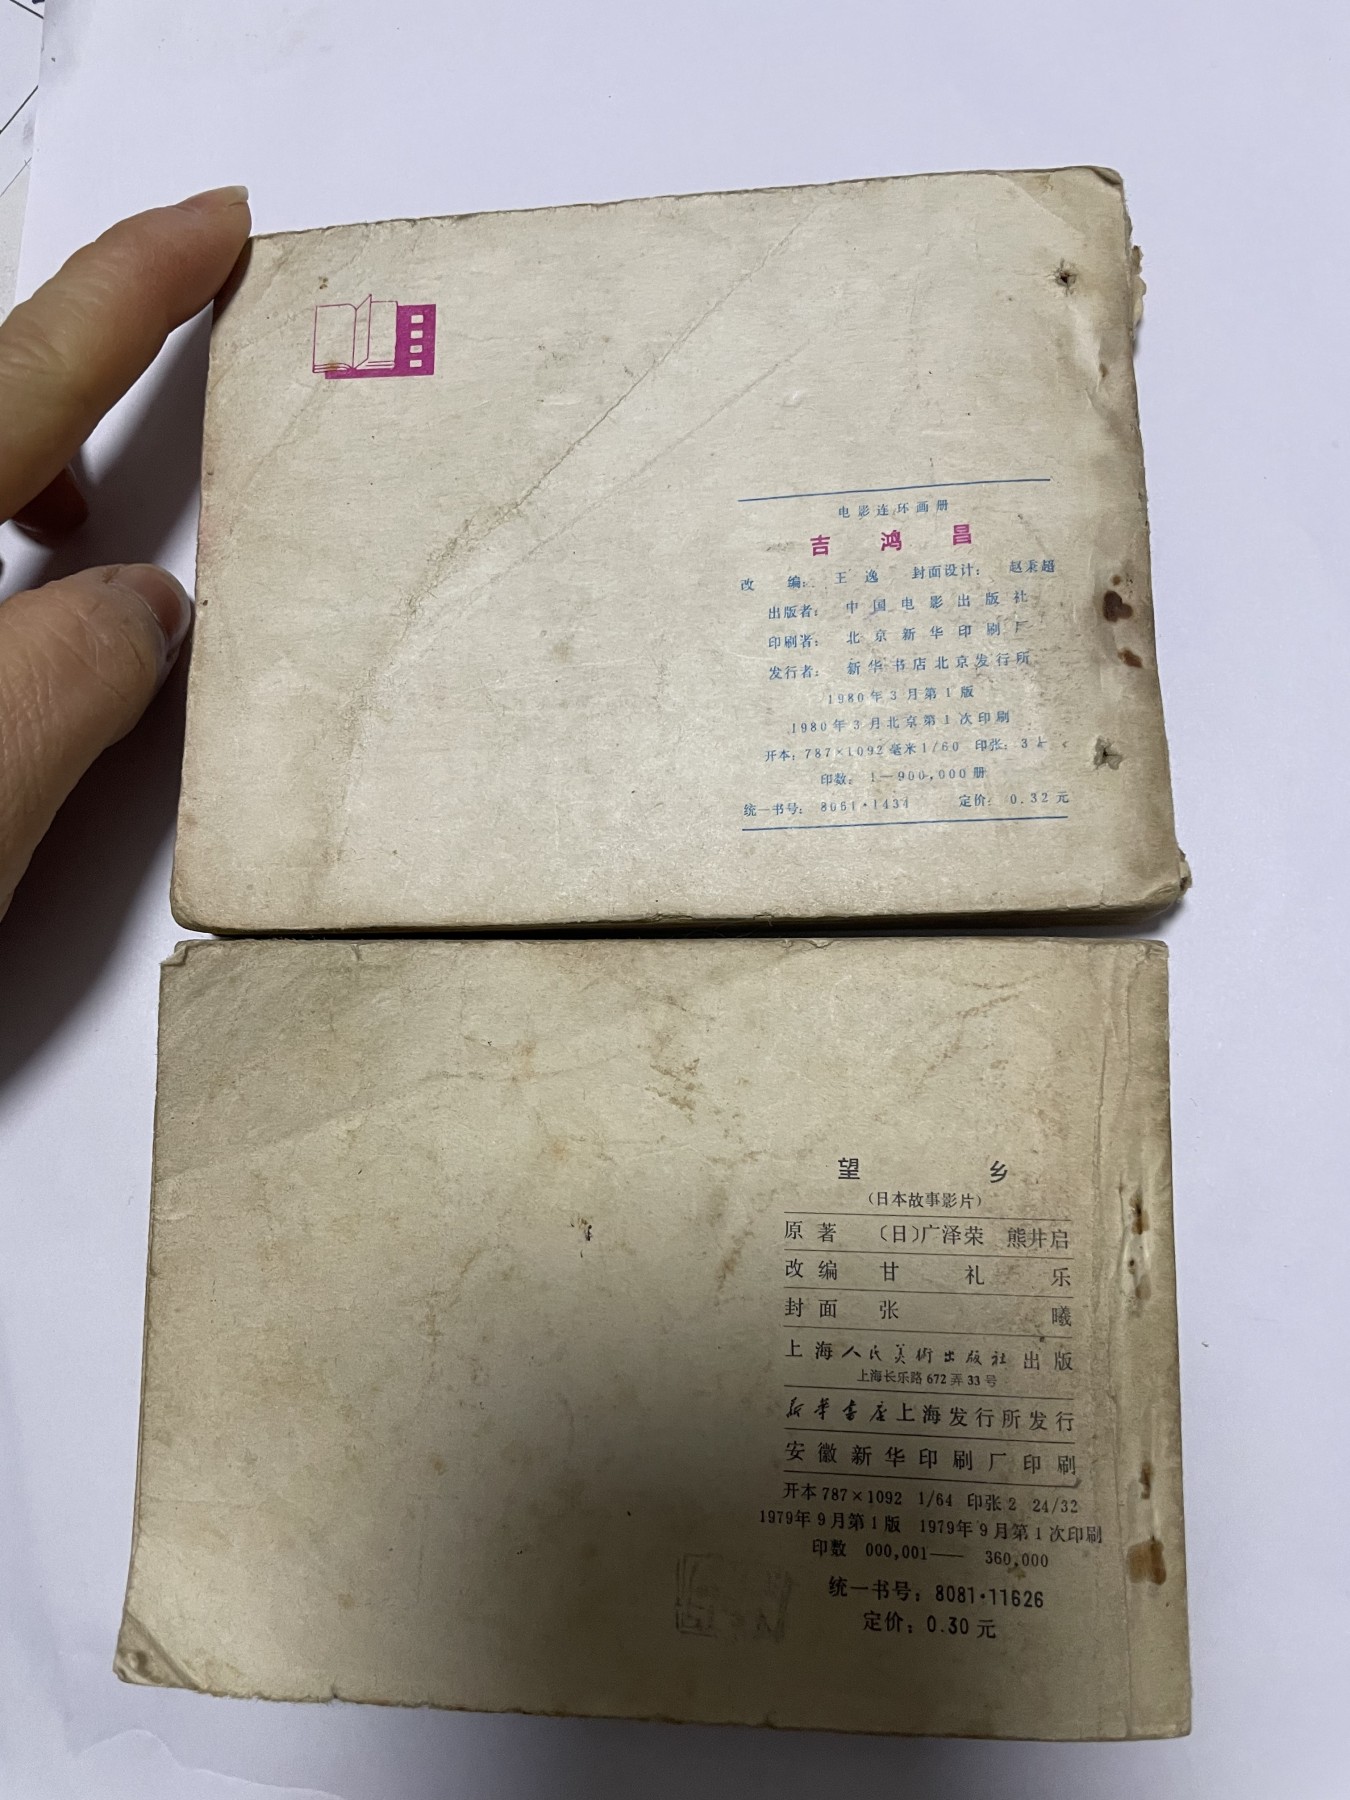 电影连环画册
吉鸿昌
改编：王逸 封面设计：赵秉超
出版者：中国电影出版社
印刷者：北京新华印刷厂
发行者：新华书店北京发行所
1980年3月第1版
1980年3月北京第1次印刷
开本：787×1092毫米1/60 印张：3
印数：1—900,000册
统一书号：8061·1431 定价：0.32元
望乡
（日本故事影片）
原著 〔日〕广泽荣 熊井启
改编 甘礼乐
封面 张曦
上海人民美術出版社出版
上海长乐路672弄33号
新华书店上海发行所发行
安徽新华印刷厂印刷
开本787×1092 1/64 印张2 24/32
1979年9月第1版 1979年9月第1次印刷
印数 000,001—— 360,000
统一书号：8081·11626
定价：0.30元